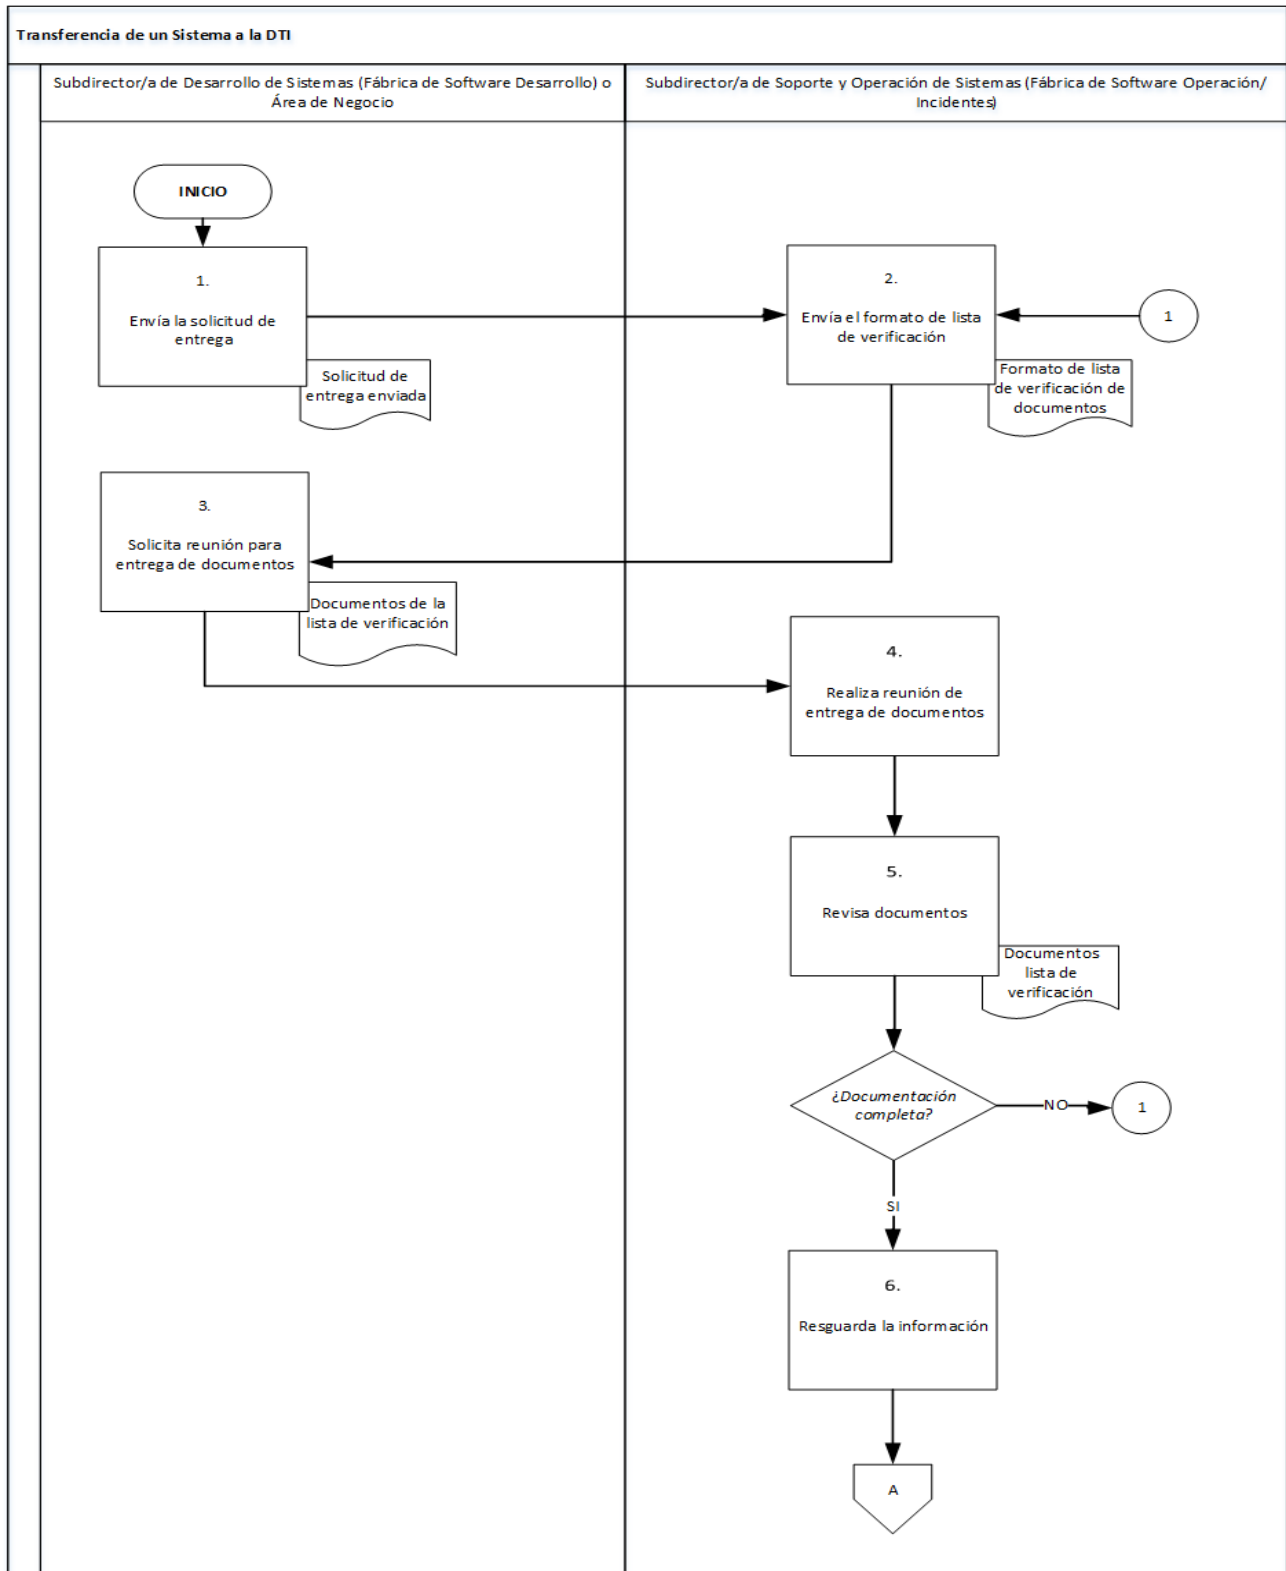 Transferencia de un Sistema a la DTI
Subdirector/a de Desarrollo de Sistemas (Fábrica de Software Desarrollo) o
Área de Negocio
Subdirector/a de Soporte y Operación de Sistemas (Fábrica de Software Operación/
Incidentes)
INICIO
1.
Envía la solicitud de
entrega
Solicitud de
entrega enviada
2.
Envía el formato de lista
de verificación
1
Formato de lista
de verificación de
documentos
3.
Solicita reunión para
entrega de documentos
Documentos de la
lista de verificación
4.
Realiza reunión de
entrega de documentos
5.
Revisa documentos
Documentos
lista de
verificación
¿Documentación
completa?
NO
1
SI
6.
Resguarda la información
A